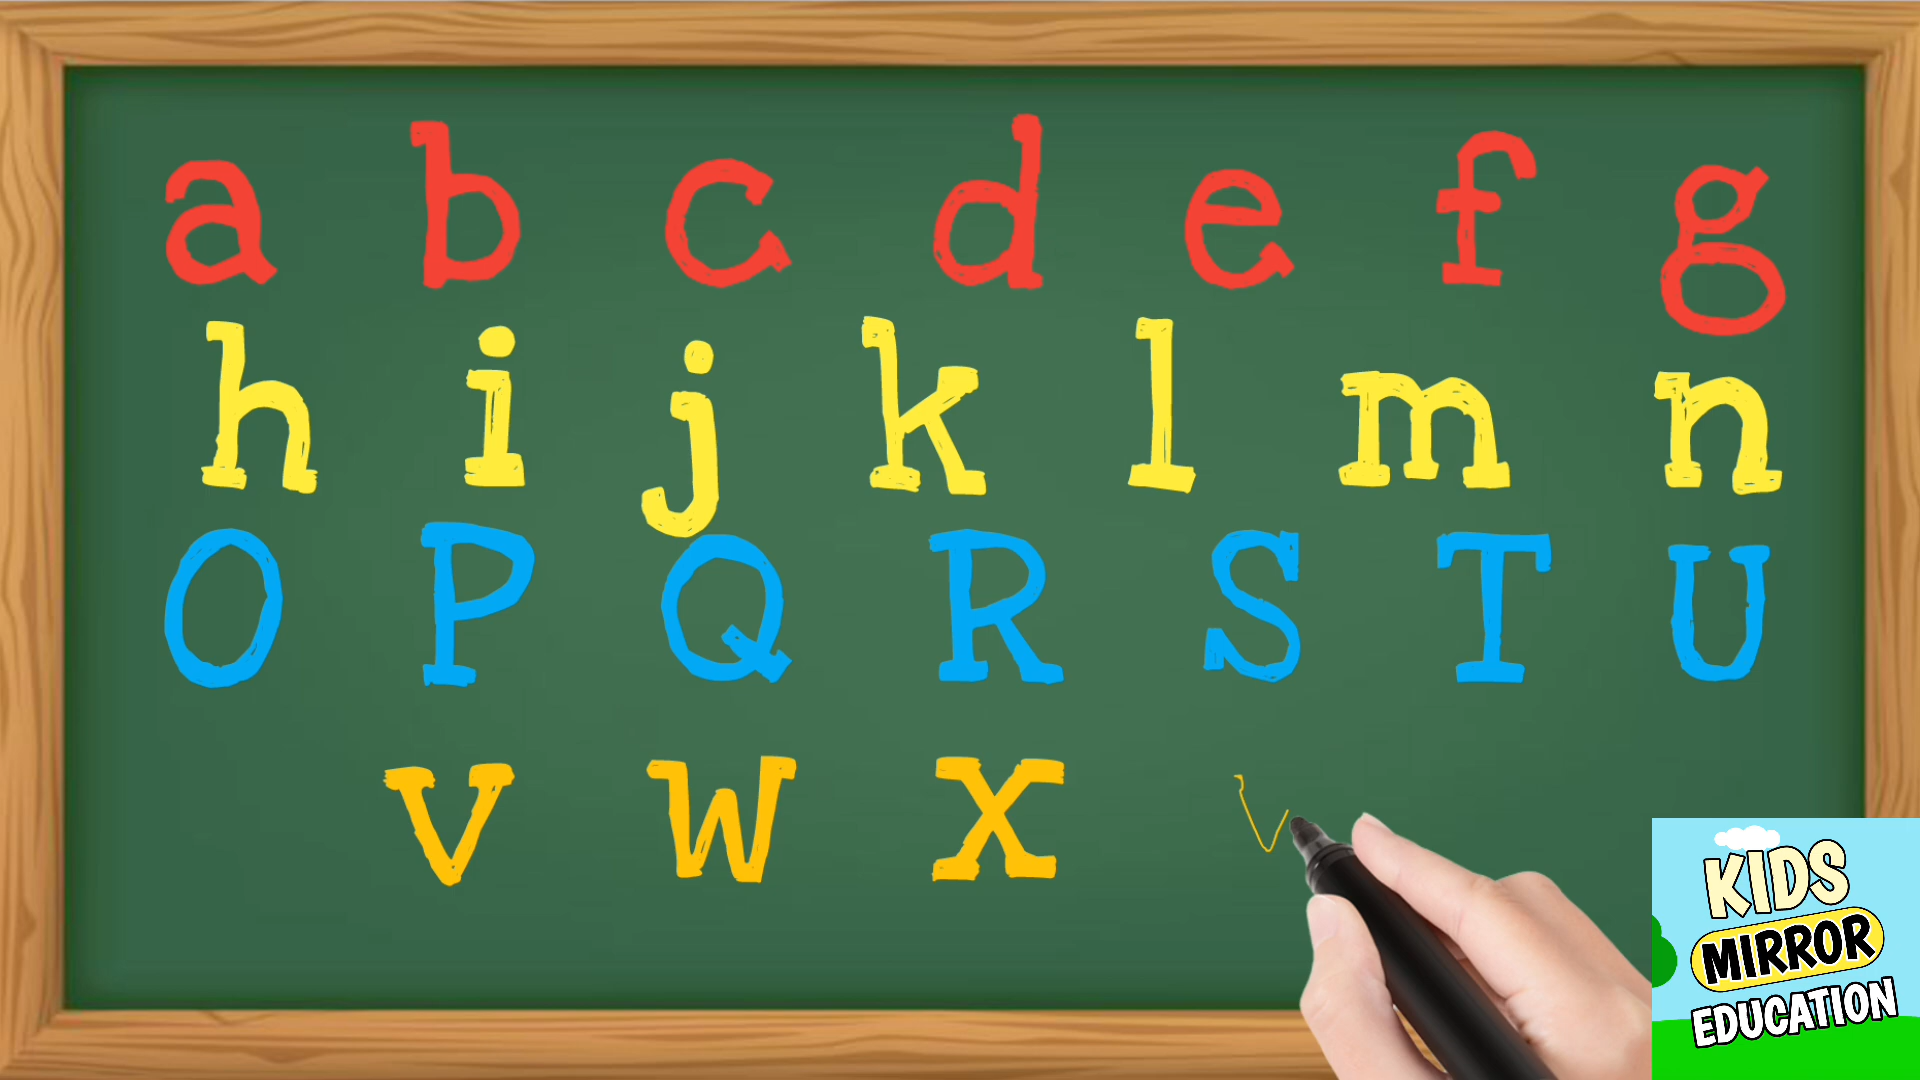 a b c d e f g
h i j k l m n
O P Q R S T U
V W X
KIDS
MIRROR
EDUCATION